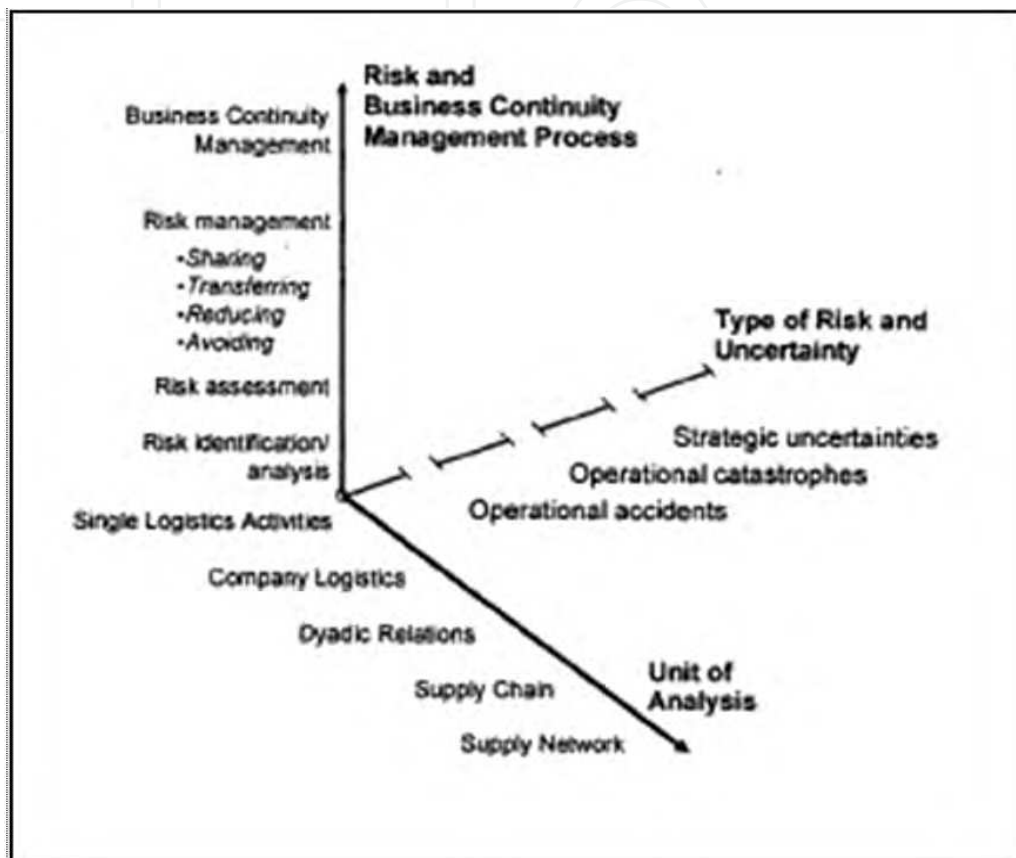 Risk and
Business Continuity
Management Process
Business Continuity
Management
Risk management
•Sharing
•Transferring
•Reducing
•Avoiding
Risk assessment
Risk identification/
analysis
Type of Risk and
Uncertainty
Strategic uncertainties
Operational catastrophes
Operational accidents
Single Logistics Activities
Company Logistics
Dyadic Relations
Supply Chain
Supply Network
Unit of
Analysis